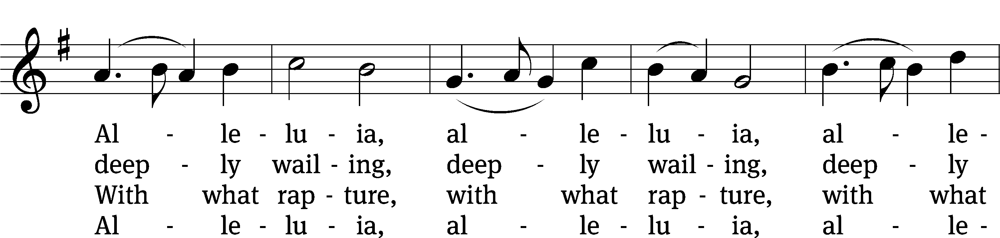 Al - le - lu - ia, al - le - lu - ia, al - le -
deep - ly wail - ing, deep - ly wail - ing, deep - ly
With what rap - ture, with what rap - ture, with what
Al - le - lu - ia, al - le - lu - ia, al - le -